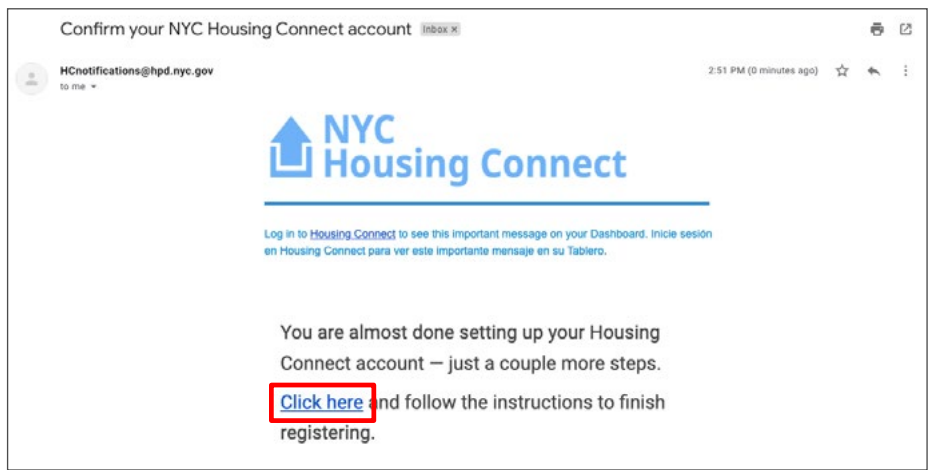 Confirm your NYC Housing Connect account Inbox ×
HCnotifications@hpd.nyc.gov 2:51 PM (0 minutes ago)
to me
NYC
Housing Connect
Log in to Housing Connect to see this important message on your Dashboard. Inicie sesión
en Housing Connect para ver este importante mensaje en su Tablero.
You are almost done setting up your Housing
Connect account — just a couple more steps.
Click here and follow the instructions to finish
registering.